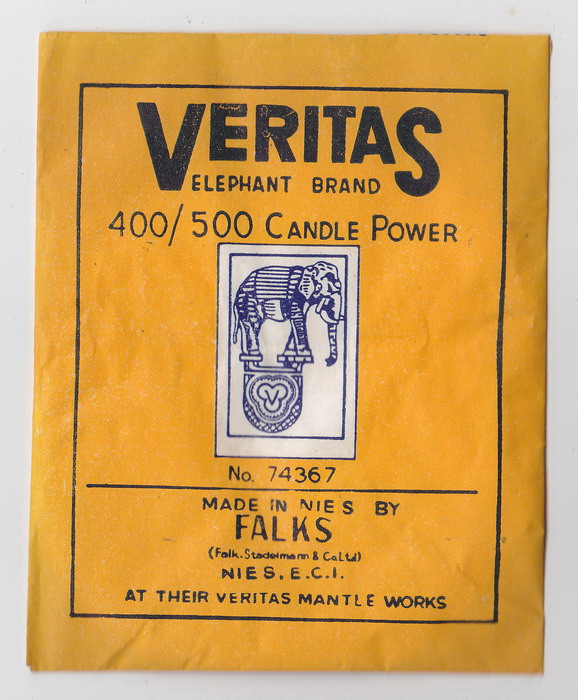 VERITAS
ELEPHANT BRAND
400/500 CANDLE POWER
No. 74367
MADE IN NIES BY
FALKS
(Falk.Stadelmann & Co.Ltd)
NIES, E.C.I.
AT THEIR VERITAS MANTLE WORKS